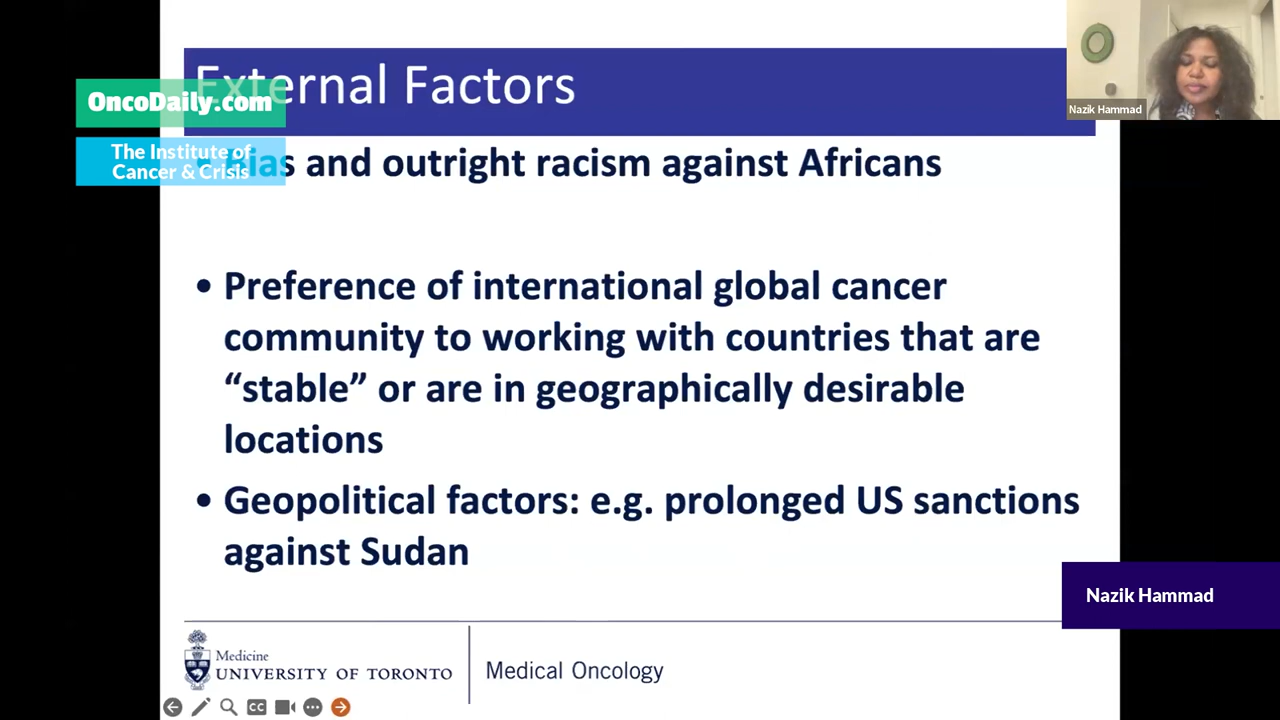 External Factors
OncoDaily.com
The Institute of
Cancer & Crisis
Nazik Hammad
• Bias and outright racism against Africans
• Preference of international global cancer
community to working with countries that are
“stable” or are in geographically desirable
locations
• Geopolitical factors: e.g. prolonged US sanctions
against Sudan
Nazik Hammad
Medicine
UNIVERSITY OF TORONTO
Medical Oncology
CC